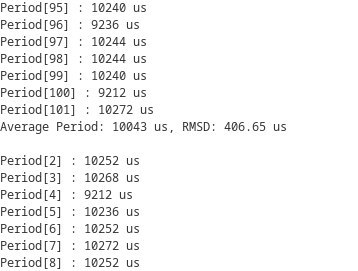 Period[95] : 10240 us
Period[96] : 9236 us
Period[97] : 10244 us
Period[98] : 10244 us
Period[99] : 10240 us
Period[100] : 9212 us
Period[101] : 10272 us
Average Period: 10043 us, RMSD: 406.65 us

Period[2] : 10252 us
Period[3] : 10268 us
Period[4] : 9212 us
Period[5] : 10236 us
Period[6] : 10252 us
Period[7] : 10272 us
Period[8] : 10252 us